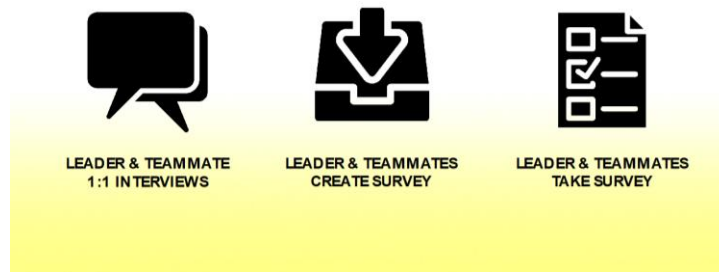 LEADER & TEAMMATE
1:1 INTERVIEWS
LEADER & TEAMMATES
CREATE SURVEY
LEADER & TEAMMATES
TAKE SURVEY